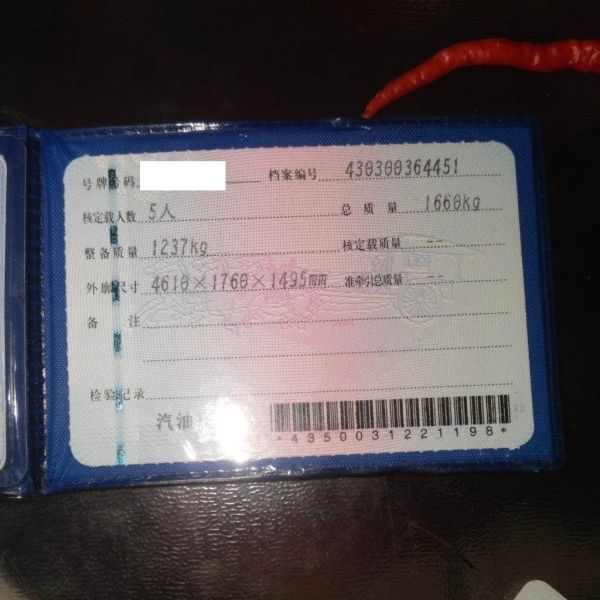 号牌号码 档案编号 430300364451
核定载人数 5人 总质量 1660kg
整备质量 1237kg 核定载质量 --
外廓尺寸 4610×1760×1495mm 准牵引总质量 --
备注
检验记录
汽油
*4350031221198*